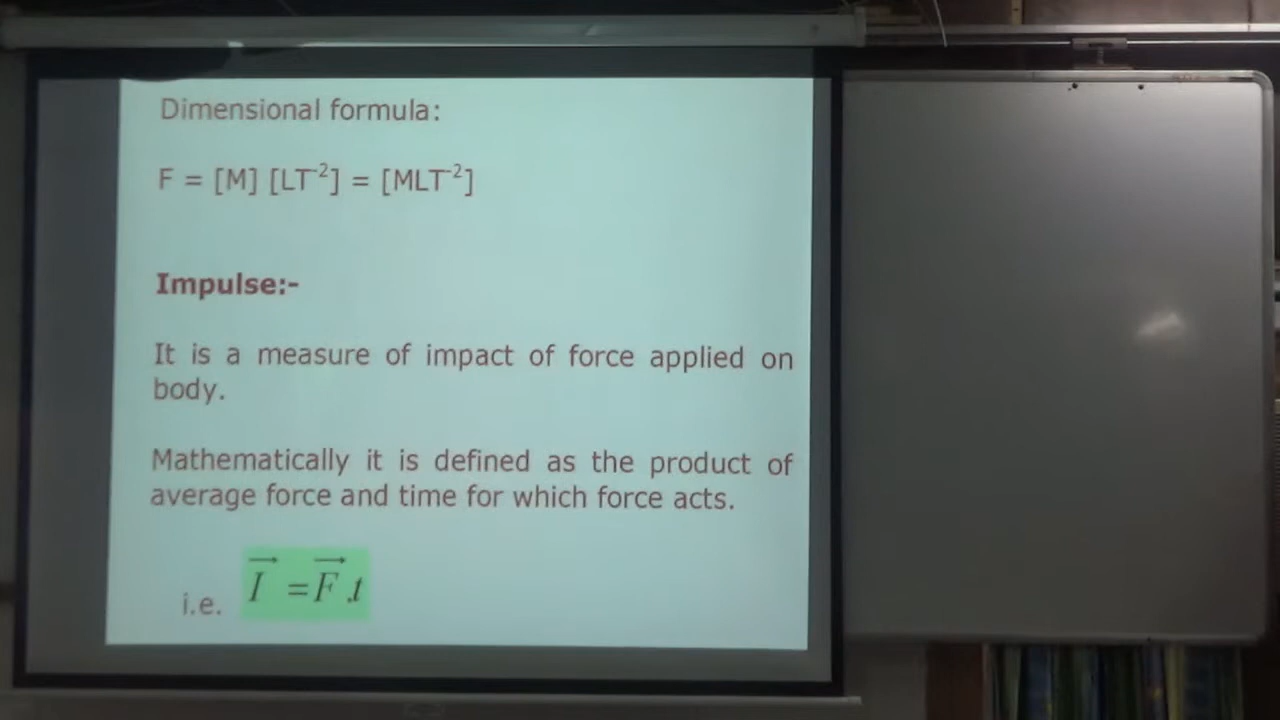 Dimensional formula:
F = [M] [LT⁻²] = [MLT⁻²]
Impulse:-
It is a measure of impact of force applied on
body.
Mathematically it is defined as the product of
average force and time for which force acts.
i.e. I⃗ = F⃗ .t